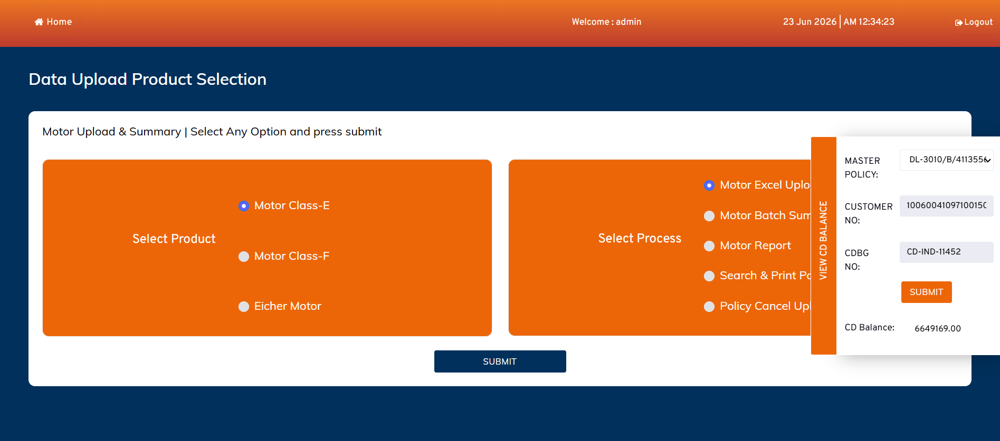 Home
Welcome : admin
23 Jun 2026 | AM 12:34:23
Logout
Data Upload Product Selection
Motor Upload & Summary | Select Any Option and press submit
Select Product
Motor Class-E
Motor Class-F
Eicher Motor
Select Process
Motor Excel Uplo
Motor Batch Sum
Motor Report
Search & Print Po
Policy Cancel Upl
SUBMIT
VIEW CD BALANCE
MASTER POLICY:
DL-3010/B/4113556
CUSTOMER NO:
10060041097100150
CDBG NO:
CD-IND-11452
SUBMIT
CD Balance:
6649169.00